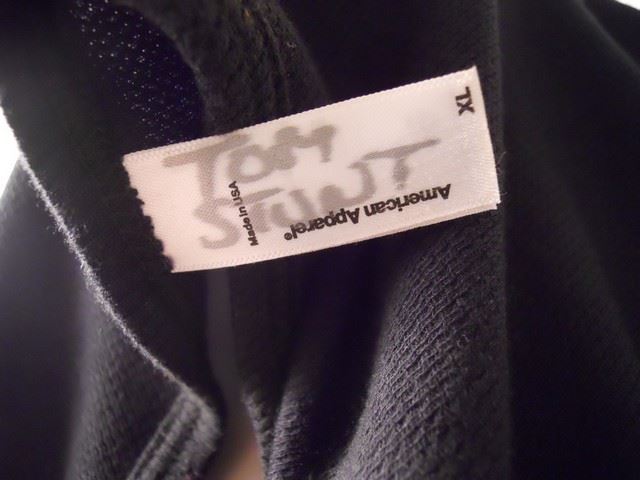 TOM
STUNT
XL
American Apparel®
Made in USA